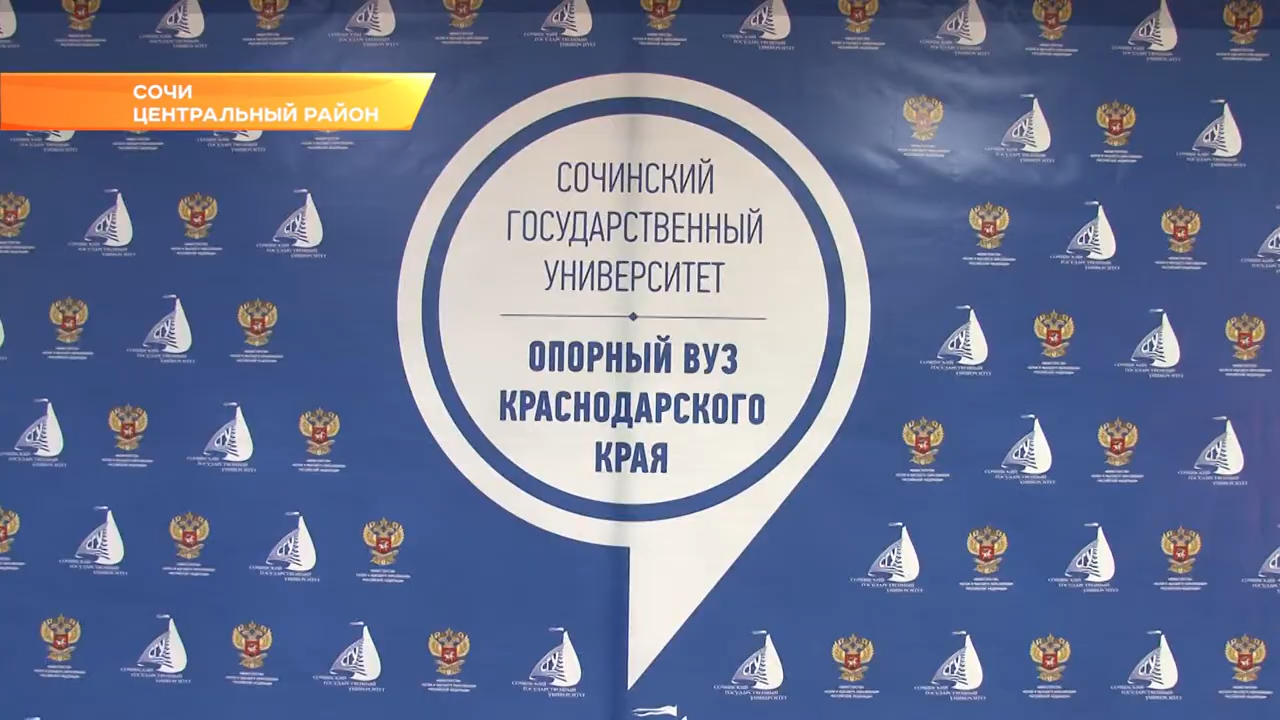 СОЧИ
ЦЕНТРАЛЬНЫЙ РАЙОН
СОЧИНСКИЙ
ГОСУДАРСТВЕННЫЙ
УНИВЕРСИТЕТ
ОПОРНЫЙ ВУЗ
КРАСНОДАРСКОГО
КРАЯ